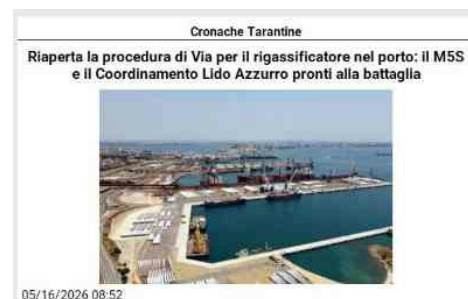 Cronache Tarantine
Riaperta la procedura di Via per il rigassificatore nel porto: il M5S
e il Coordinamento Lido Azzurro pronti alla battaglia
05/16/2026 08:52